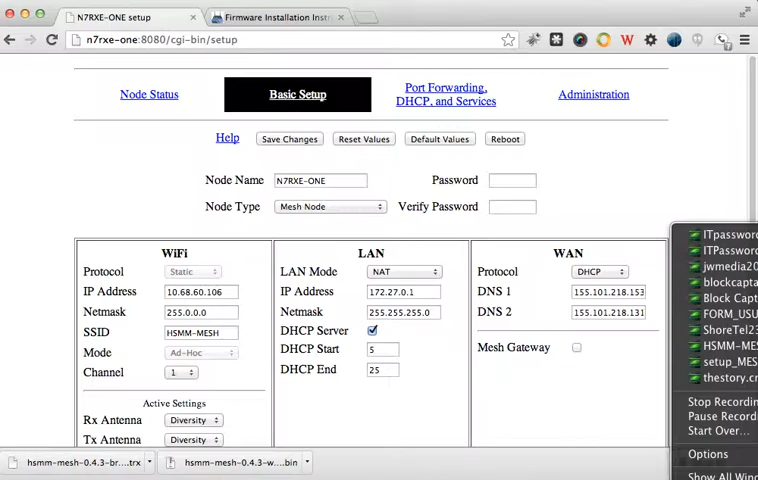 N7RXE-ONE setup
Firmware Installation Instr
n7rxe-one:8080/cgi-bin/setup
Node Status
Basic Setup
Port Forwarding,
DHCP, and Services
Administration
Help
Save Changes
Reset Values
Default Values
Reboot
Node Name
N7RXE-ONE
Password
Node Type
Mesh Node
Verify Password
WiFi
Protocol
Static
IP Address
10.68.60.106
Netmask
255.0.0.0
SSID
HSMM-MESH
Mode
Ad-Hoc
Channel
1
Active Settings
Rx Antenna
Diversity
Tx Antenna
Diversity
LAN
LAN Mode
NAT
IP Address
172.27.0.1
Netmask
255.255.255.0
DHCP Server
DHCP Start
5
DHCP End
25
WAN
Protocol
DHCP
DNS 1
155.101.218.153
DNS 2
155.101.218.131
Mesh Gateway
ITpassword
ITPassword
jwmedia20
blockcapta
Block Capt
FORM_USU
ShoreTel23
HSMM-MES
setup_MES
thestory.cr
Stop Recordin
Pause Record
Start Over...
Options
Show All Wind
hsmm-mesh-0.4.3-br....trx
hsmm-mesh-0.4.3-w....bin